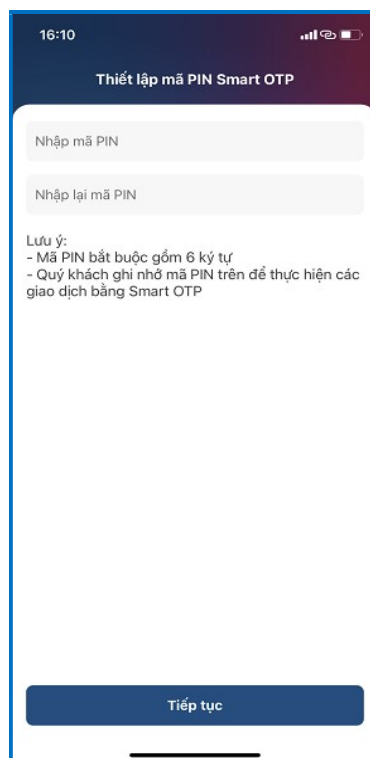 16:10
Thiết lập mã PIN Smart OTP
Nhập mã PIN
Nhập lại mã PIN
Lưu ý:
- Mã PIN bắt buộc gồm 6 ký tự
- Quý khách ghi nhớ mã PIN trên để thực hiện các
giao dịch bằng Smart OTP
Tiếp tục